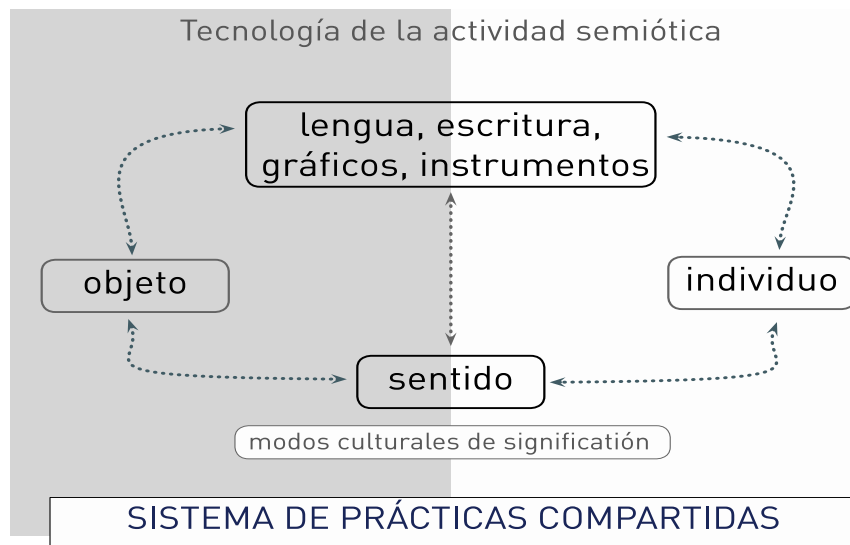 Tecnología de la actividad semiótica
lengua, escritura,
gráficos, instrumentos
objeto
individuo
sentido
modos culturales de significatión
SISTEMA DE PRÁCTICAS COMPARTIDAS